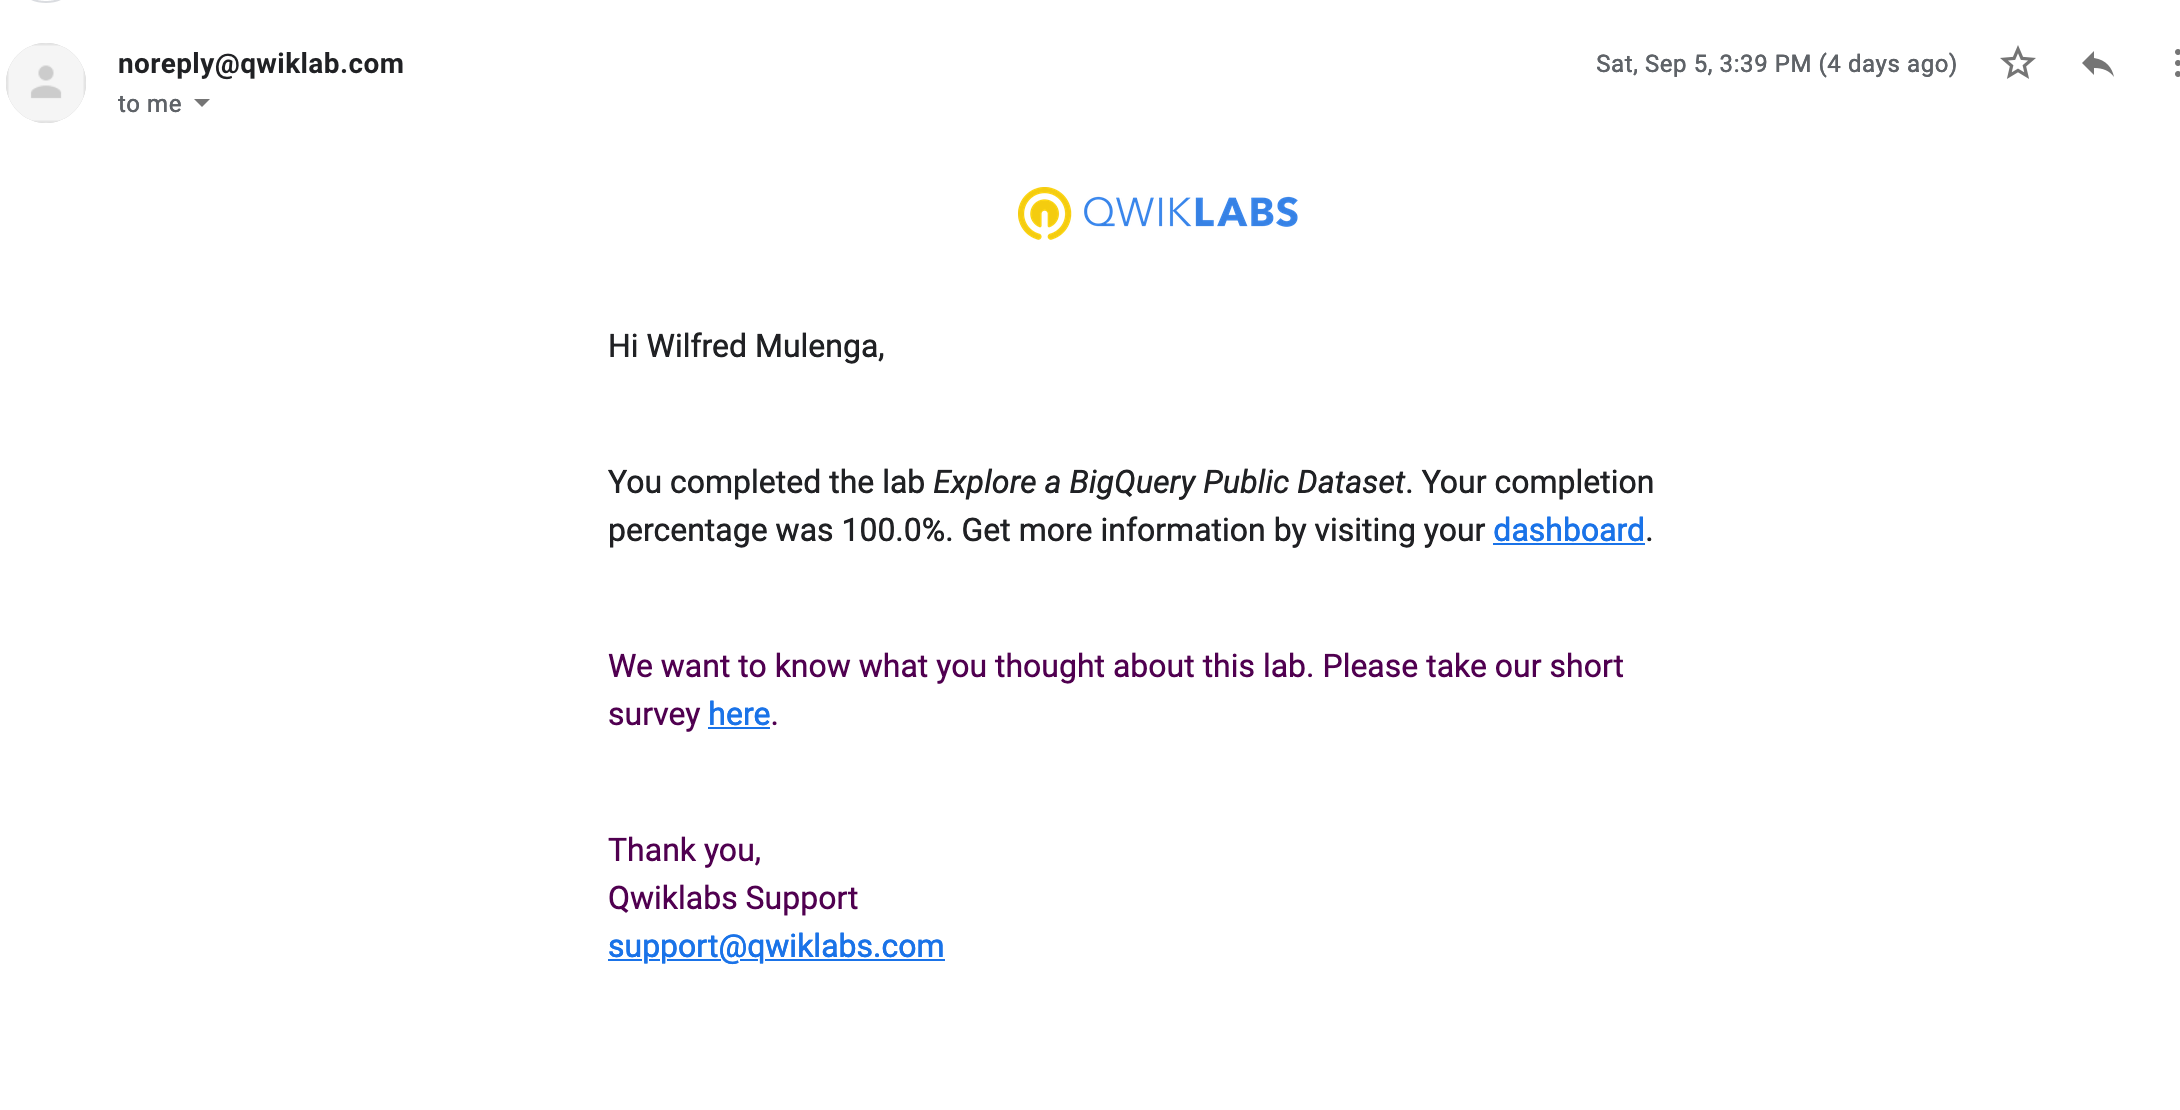 noreply@qwiklab.com
Sat, Sep 5, 3:39 PM (4 days ago)
to me
QWIKLABS
Hi Wilfred Mulenga,
You completed the lab Explore a BigQuery Public Dataset. Your completion
percentage was 100.0%. Get more information by visiting your dashboard.
We want to know what you thought about this lab. Please take our short
survey here.
Thank you,
Qwiklabs Support
support@qwiklabs.com